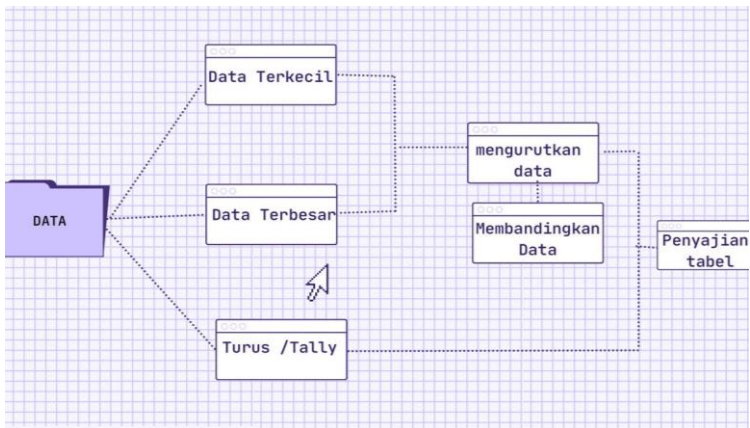 Data Terkecil
mengurutkan
data
DATA
Data Terbesar
Membandingkan
Data
Penyajian
tabel
Turus /Tally